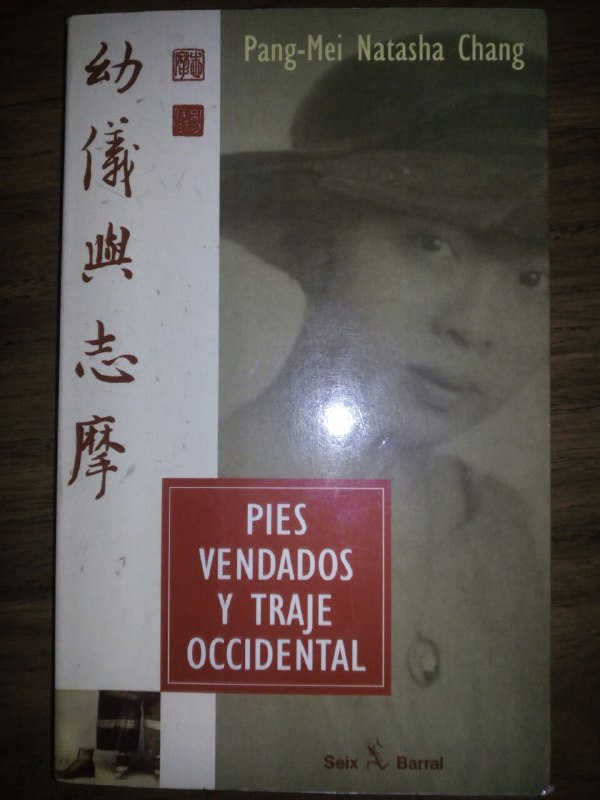 Pang-Mei Natasha Chang
幼儀與志摩
PIES
VENDADOS
Y TRAJE
OCCIDENTAL
Seix Barral